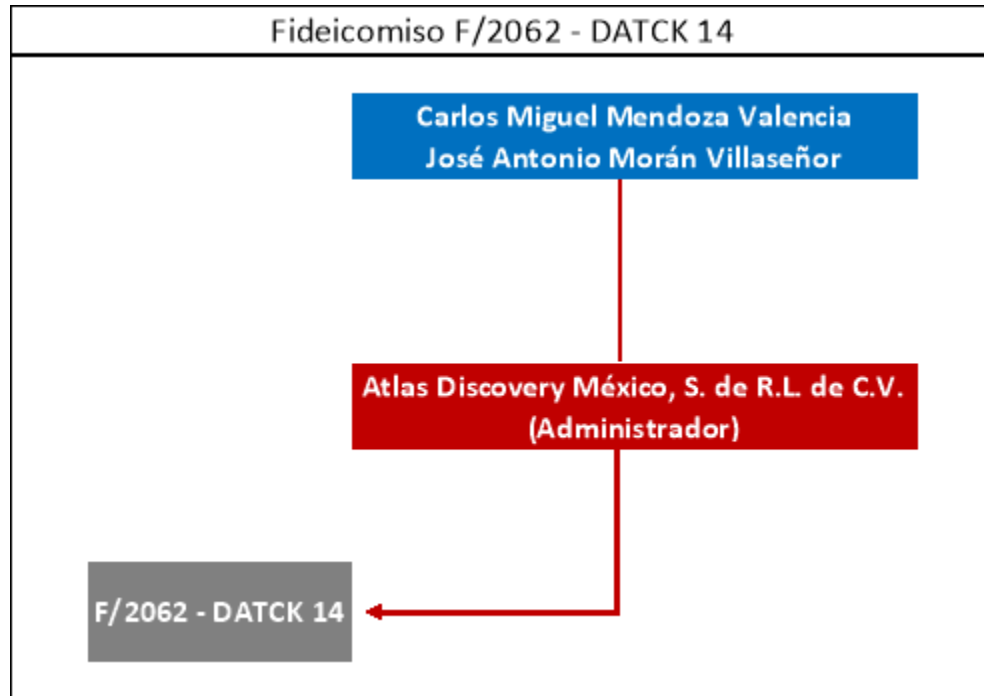 Fideicomiso F/2062 - DATCK 14
Carlos Miguel Mendoza Valencia
José Antonio Morán Villaseñor
Atlas Discovery México, S. de R.L. de C.V.
(Administrador)
F/2062 - DATCK 14